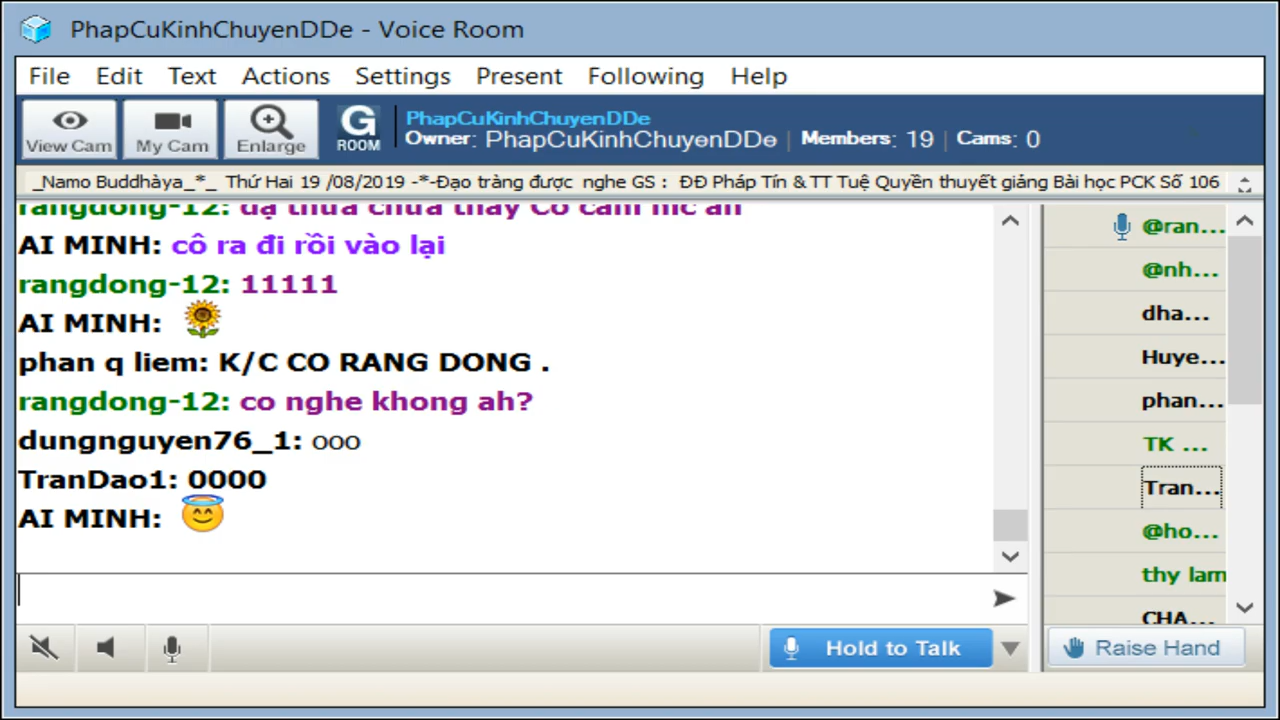 PhapCuKinhChuyenDDe - Voice Room
File Edit Text Actions Settings Present Following Help
View Cam My Cam Enlarge G ROOM
PhapCuKinhChuyenDDe
Owner: PhapCuKinhChuyenDDe | Members: 19 | Cams: 0
_Namo Buddhàya_*_ Thứ Hai 19 /08/2019 -*-Đạo tràng được nghe GS : ĐĐ Pháp Tín & TT Tuệ Quyền thuyết giảng Bài học PCK Số 106
rangdong-12:
AI MINH: cô ra đi rồi vào lại
rangdong-12: 11111
AI MINH:
phan q liem: K/C CO RANG DONG .
rangdong-12: co nghe khong ah?
dungnguyen76_1: ooo
TranDao1: 0000
AI MINH:
@ran...
@nh...
dha...
Huye...
phan...
TK ...
Tran...
@ho...
thy lam
CHA...
Hold to Talk
Raise Hand